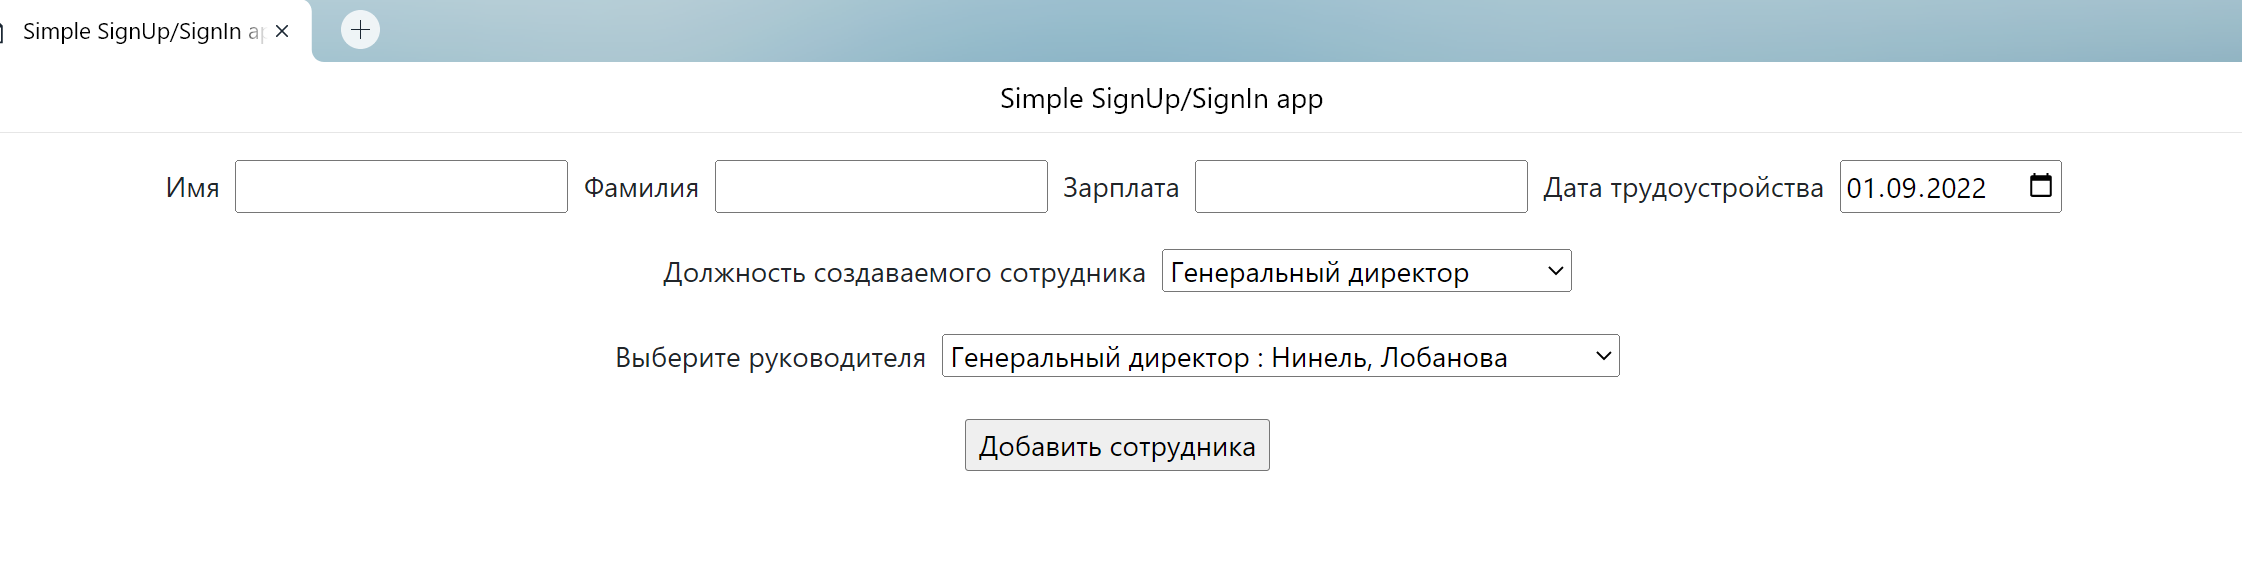 Simple SignUp/SignIn ap
Simple SignUp/SignIn app
Имя Фамилия Зарплата Дата трудоустройства 01.09.2022
Должность создаваемого сотрудника Генеральный директор
Выберите руководителя Генеральный директор : Нинель, Лобанова
Добавить сотрудника